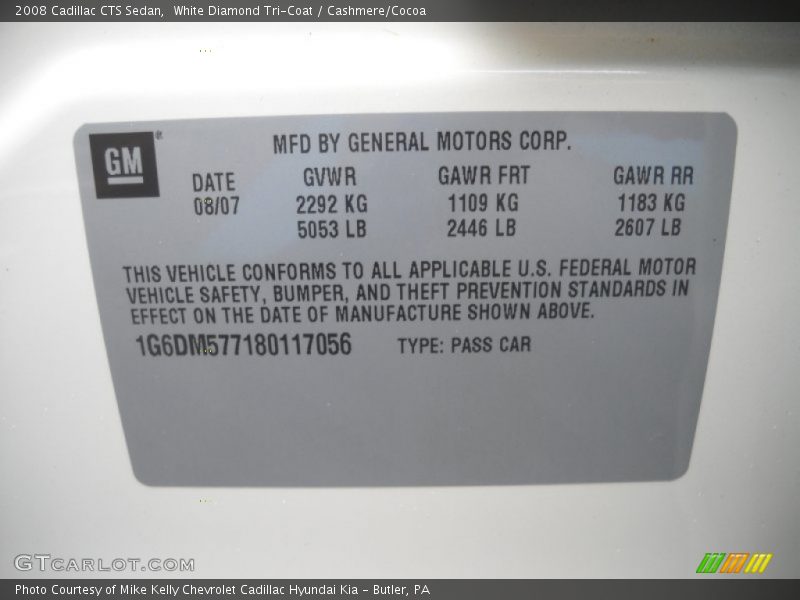 2008 Cadillac CTS Sedan,  White Diamond Tri-Coat / Cashmere/Cocoa
GM®
MFD BY GENERAL MOTORS CORP.
DATE GVWR GAWR FRT GAWR RR
08/07 2292 KG 1109 KG 1183 KG
5053 LB 2446 LB 2607 LB
THIS VEHICLE CONFORMS TO ALL APPLICABLE U.S. FEDERAL MOTOR
VEHICLE SAFETY, BUMPER, AND THEFT PREVENTION STANDARDS IN
EFFECT ON THE DATE OF MANUFACTURE SHOWN ABOVE.
1G6DM577180117056 TYPE: PASS CAR
GTCARLOT.COM
Photo Courtesy of Mike Kelly Chevrolet Cadillac Hyundai Kia - Butler, PA